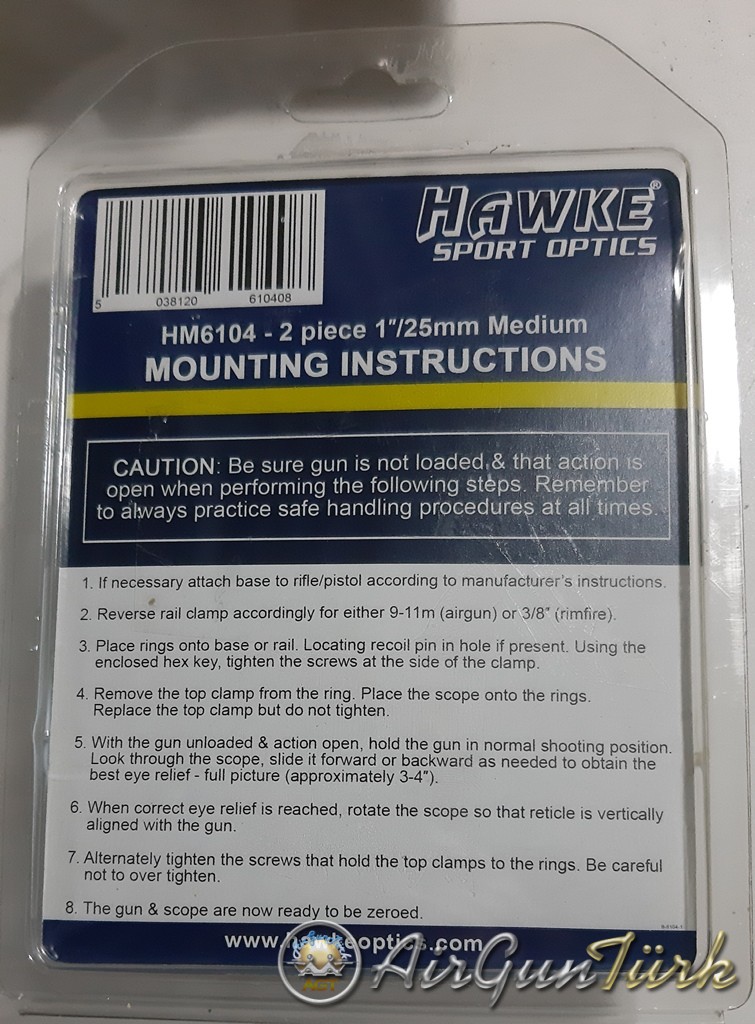 HAWKE®
SPORT OPTICS
5 038120 610408
HM6104 - 2 piece 1"/25mm Medium
MOUNTING INSTRUCTIONS
CAUTION: Be sure gun is not loaded & that action is
open when performing the following steps. Remember
to always practice safe handling procedures at all times.
1. If necessary attach base to rifle/pistol according to manufacturer's instructions.
2. Reverse rail clamp accordingly for either 9-11m (airgun) or 3/8" (rimfire).
3. Place rings onto base or rail. Locating recoil pin in hole if present. Using the
enclosed hex key, tighten the screws at the side of the clamp.
4. Remove the top clamp from the ring. Place the scope onto the rings.
Replace the top clamp but do not tighten.
5. With the gun unloaded & action open, hold the gun in normal shooting position.
Look through the scope, slide it forward or backward as needed to obtain the
best eye relief - full picture (approximately 3-4").
6. When correct eye relief is reached, rotate the scope so that reticle is vertically
aligned with the gun.
7. Alternately tighten the screws that hold the top clamps to the rings. Be careful
not to over tighten.
8. The gun & scope are now ready to be zeroed.
www.hawkeoptics.com
AGT
AirGunTürk